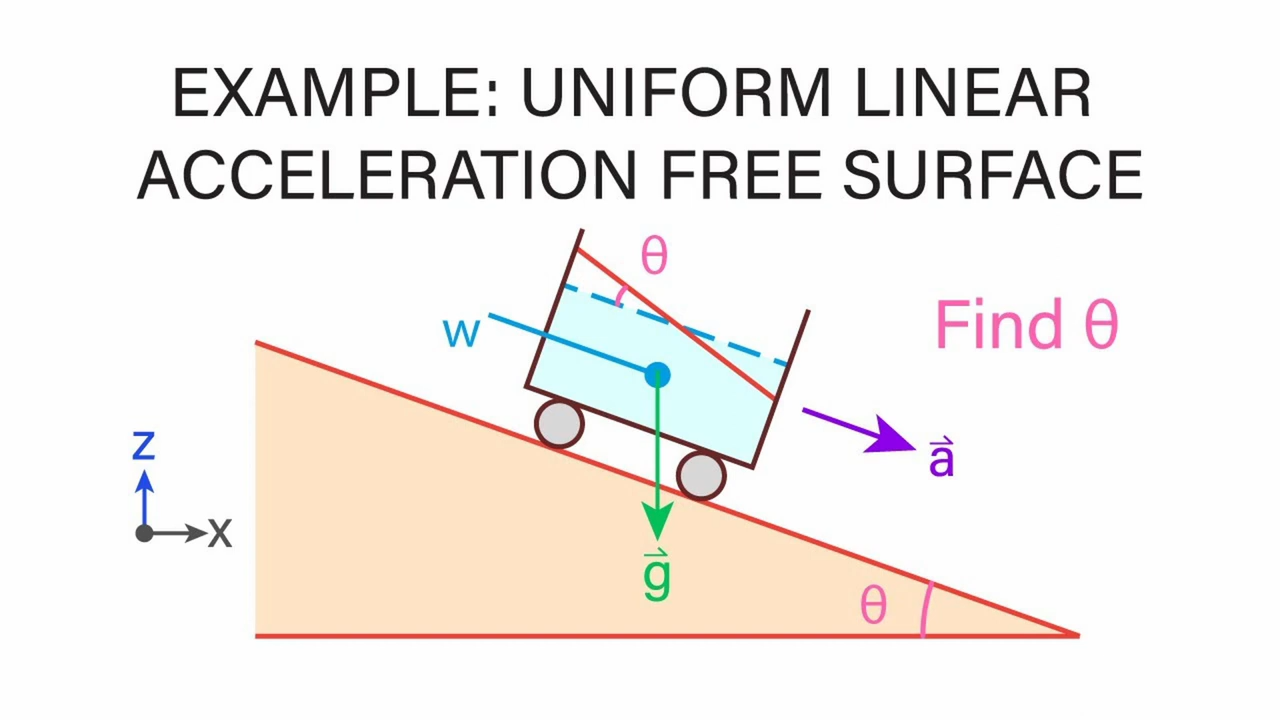 EXAMPLE: UNIFORM LINEAR
ACCELERATION FREE SURFACE
θ
Find θ
w
a⃗
z
x
g⃗
θ